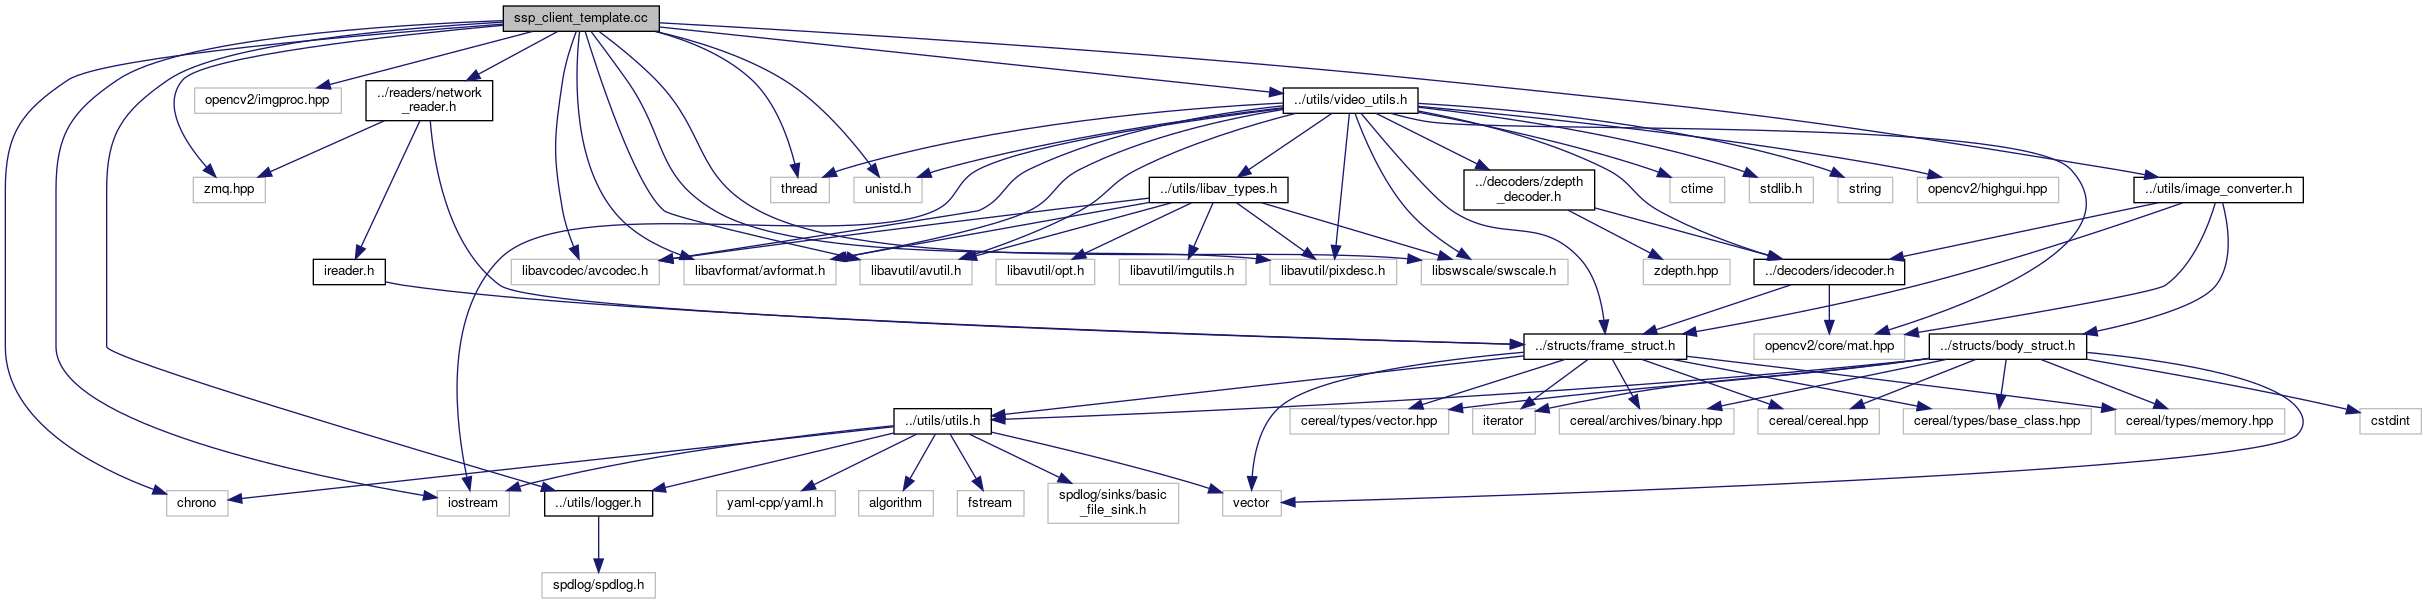 ssp_client_template.cc
opencv2/imgproc.hpp
../readers/network
_reader.h
../utils/video_utils.h
zmq.hpp
thread
unistd.h
../utils/libav_types.h
../decoders/zdepth
_decoder.h
ctime
stdlib.h
string
opencv2/highgui.hpp
../utils/image_converter.h
ireader.h
libavcodec/avcodec.h
libavformat/avformat.h
libavutil/avutil.h
libavutil/opt.h
libavutil/imgutils.h
libavutil/pixdesc.h
libswscale/swscale.h
zdepth.hpp
../decoders/idecoder.h
../structs/frame_struct.h
opencv2/core/mat.hpp
../structs/body_struct.h
../utils/utils.h
cereal/types/vector.hpp
iterator
cereal/archives/binary.hpp
cereal/cereal.hpp
cereal/types/base_class.hpp
cereal/types/memory.hpp
cstdint
chrono
iostream
../utils/logger.h
yaml-cpp/yaml.h
algorithm
fstream
spdlog/sinks/basic
_file_sink.h
vector
spdlog/spdlog.h